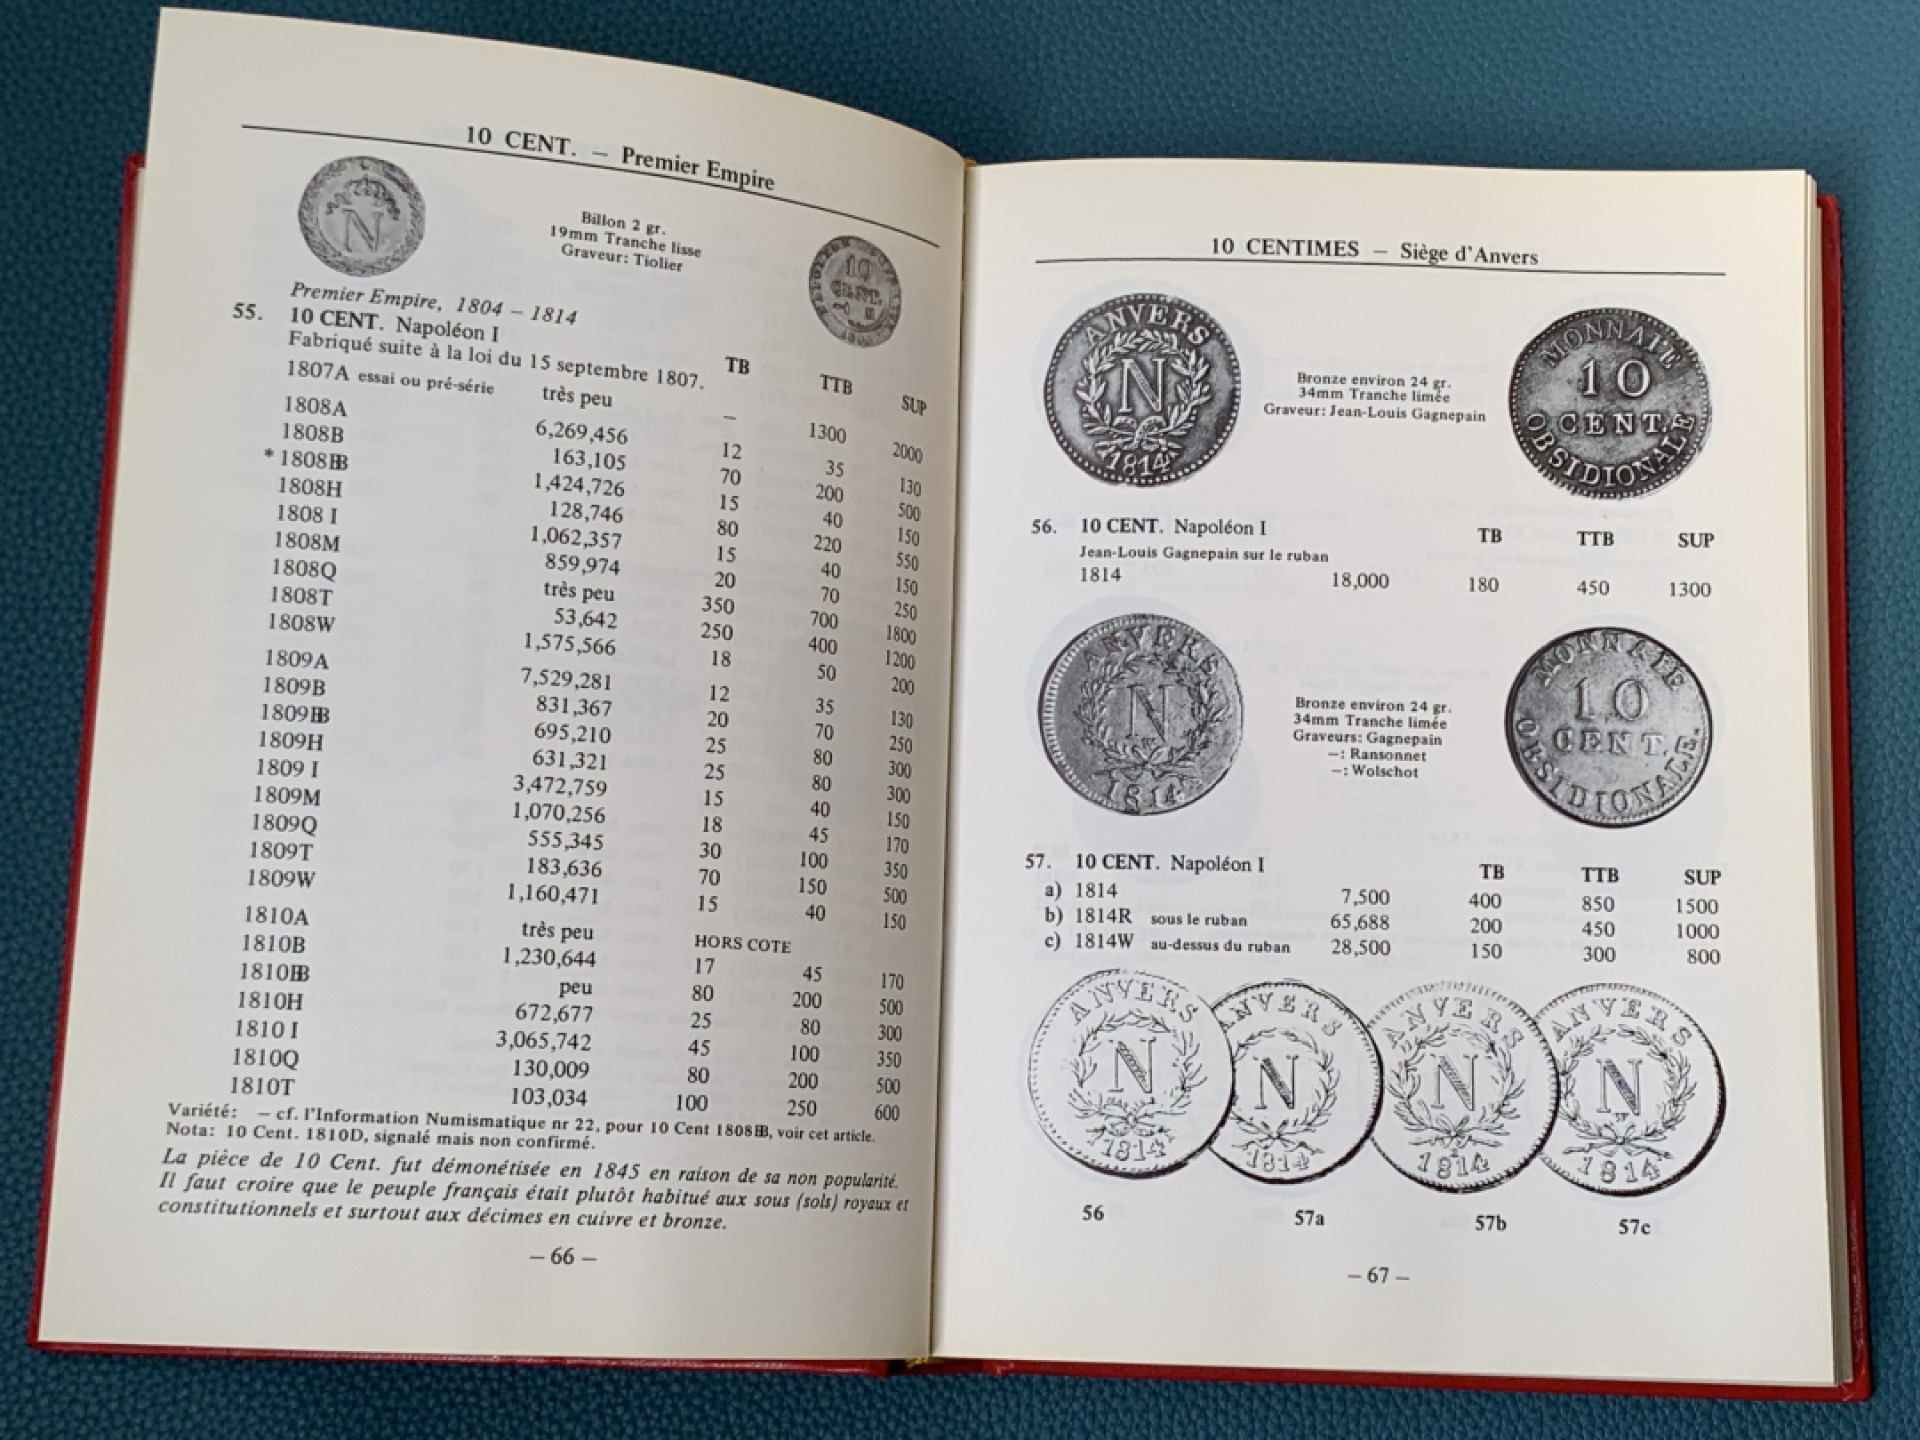 10 CENT. — Premier Empire
N
Billon 2 gr.
19mm Tranche lisse
Graveur: Tiolier
10
CENT.
Premier Empire, 1804 – 1814
55. 10 CENT. Napoléon I
Fabriqué suite à la loi du 15 septembre 1807. TB TTB SUP
1807A essai ou pré-série très peu — 1300 2000
1808A 6,269,456 12 35 130
1808B 163,105 70 200 500
* 1808BB 1,424,726 15 40 150
1808H 128,746 80 220 550
1808 I 1,062,357 15 40 150
1808M 859,974 20 70 250
1808Q très peu 350 700 1800
1808T 53,642 250 400 1200
1808W 1,575,566 18 50 200
1809A 7,529,281 12 35 130
1809B 831,367 20 70 250
1809BB 695,210 25 80 300
1809H 631,321 25 80 300
1809 I 3,472,759 15 40 150
1809M 1,070,256 18 45 170
1809Q 555,345 30 100 350
1809T 183,636 70 150 500
1809W 1,160,471 15 40 150
1810A très peu HORS COTE
1810B 1,230,644 17 45 170
1810BB peu 80 200 500
1810H 672,677 25 80 300
1810 I 3,065,742 45 100 350
1810Q 130,009 80 200 500
1810T 103,034 100 250 600
Variété: — cf. l'Information Numismatique nr 22, pour 10 Cent 1808BB, voir cet article.
Nota: 10 Cent. 1810D, signalé mais non confirmé.
La pièce de 10 Cent. fut démonétisée en 1845 en raison de sa non popularité.
Il faut croire que le peuple français était plutôt habitué aux sous (sols) royaux et
constitutionnels et surtout aux décimes en cuivre et bronze.
— 66 —
10 CENTIMES — Siège d'Anvers
ANVERS
N
1814
Bronze environ 24 gr.
34mm Tranche limée
Graveur: Jean-Louis Gagnepain
MONNAIE
10
CENT.
OBSIDIONALE
56. 10 CENT. Napoléon I TB TTB SUP
Jean-Louis Gagnepain sur le ruban
1814 18,000 180 450 1300
ANVERS
N
W
1814
Bronze environ 24 gr.
34mm Tranche limée
Graveurs: Gagnepain
—: Ransonnet
—: Wolschot
MONNAIE
10
CENT.
OBSIDIONALE.
57. 10 CENT. Napoléon I TB TTB SUP
a) 1814 7,500 400 850 1500
b) 1814R sous le ruban 65,688 200 450 1000
c) 1814W au-dessus du ruban 28,500 150 300 800
ANVERS
N
1814
ANVERS
N
1814
ANVERS
N
R
1814
ANVERS
N
W
1814
56 57a 57b 57c
— 67 —